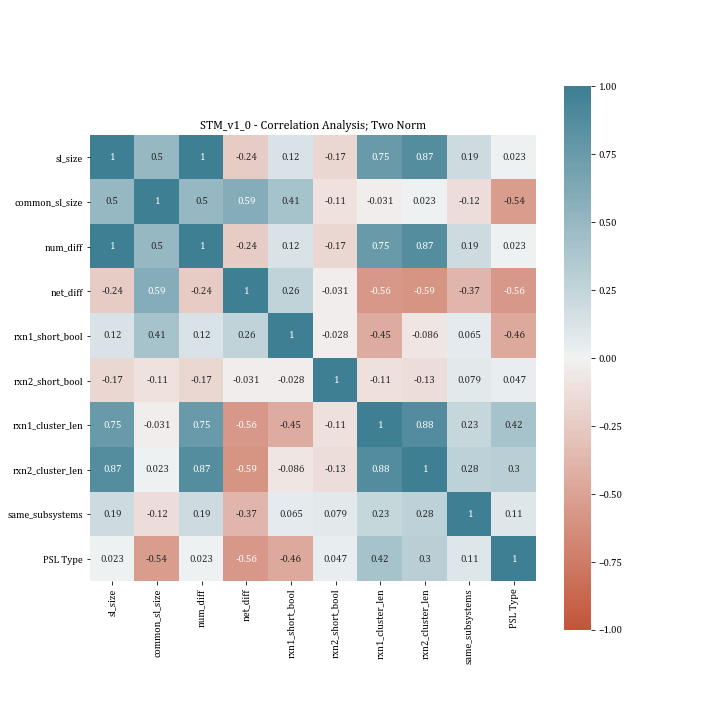 STM_v1_0 - Correlation Analysis; Two Norm
sl_size 1 0.5 1 -0.24 0.12 -0.17 0.75 0.87 0.19 0.023
common_sl_size 0.5 1 0.5 0.59 0.41 -0.11 -0.031 0.023 -0.12 -0.54
num_diff 1 0.5 1 -0.24 0.12 -0.17 0.75 0.87 0.19 0.023
net_diff -0.24 0.59 -0.24 1 0.26 -0.031 -0.56 -0.59 -0.37 -0.56
rxn1_short_bool 0.12 0.41 0.12 0.26 1 -0.028 -0.45 -0.086 0.065 -0.46
rxn2_short_bool -0.17 -0.11 -0.17 -0.031 -0.028 1 -0.11 -0.13 0.079 0.047
rxn1_cluster_len 0.75 -0.031 0.75 -0.56 -0.45 -0.11 1 0.88 0.23 0.42
rxn2_cluster_len 0.87 0.023 0.87 -0.59 -0.086 -0.13 0.88 1 0.28 0.3
same_subsystems 0.19 -0.12 0.19 -0.37 0.065 0.079 0.23 0.28 1 0.11
PSL Type 0.023 -0.54 0.023 -0.56 -0.46 0.047 0.42 0.3 0.11 1
sl_size
common_sl_size
num_diff
net_diff
rxn1_short_bool
rxn2_short_bool
rxn1_cluster_len
rxn2_cluster_len
same_subsystems
PSL Type
1.00
0.75
0.50
0.25
0.00
−0.25
−0.50
−0.75
−1.00